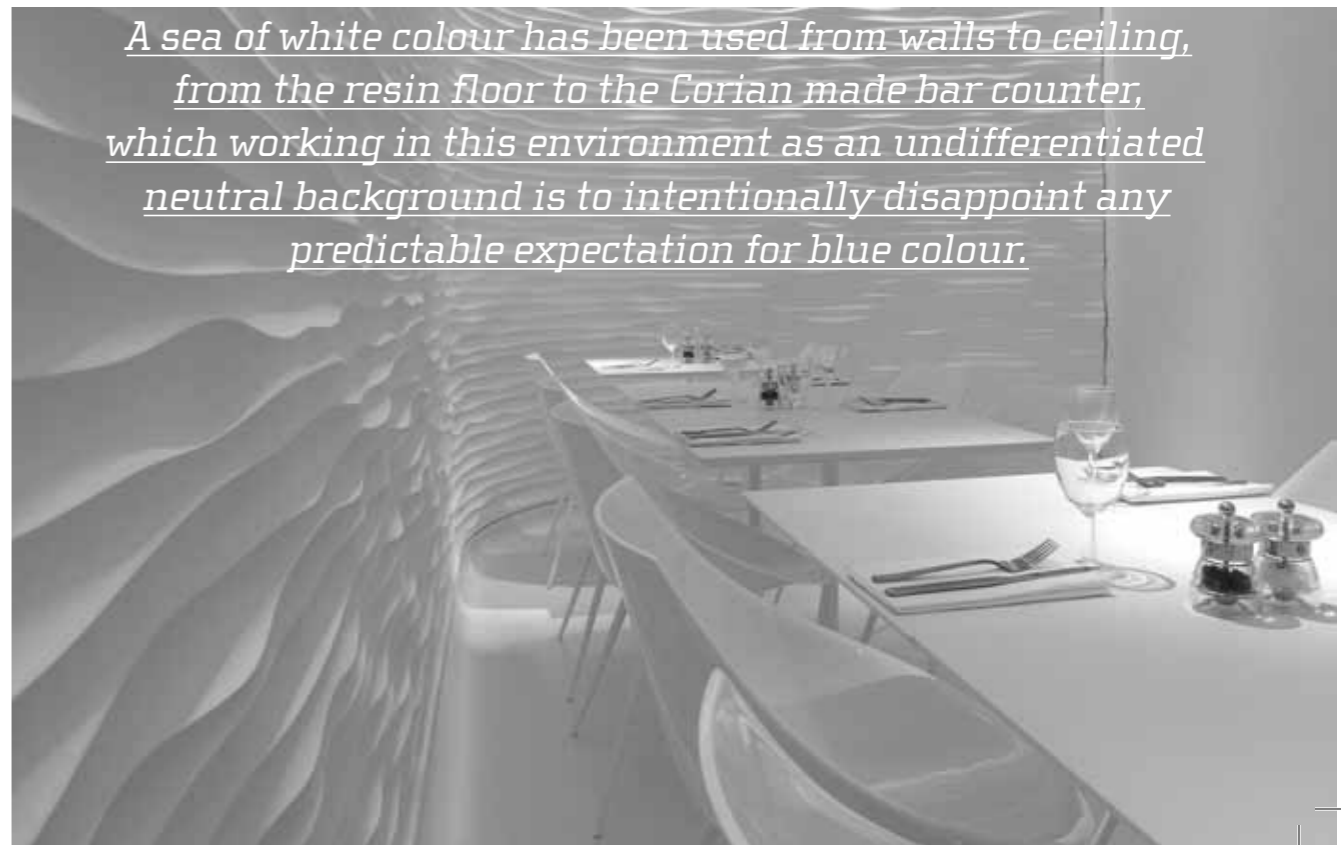 A sea of white colour has been used from walls to ceiling,
from the resin floor to the Corian made bar counter,
which working in this environment as an undifferentiated
neutral background is to intentionally disappoint any
predictable expectation for blue colour.